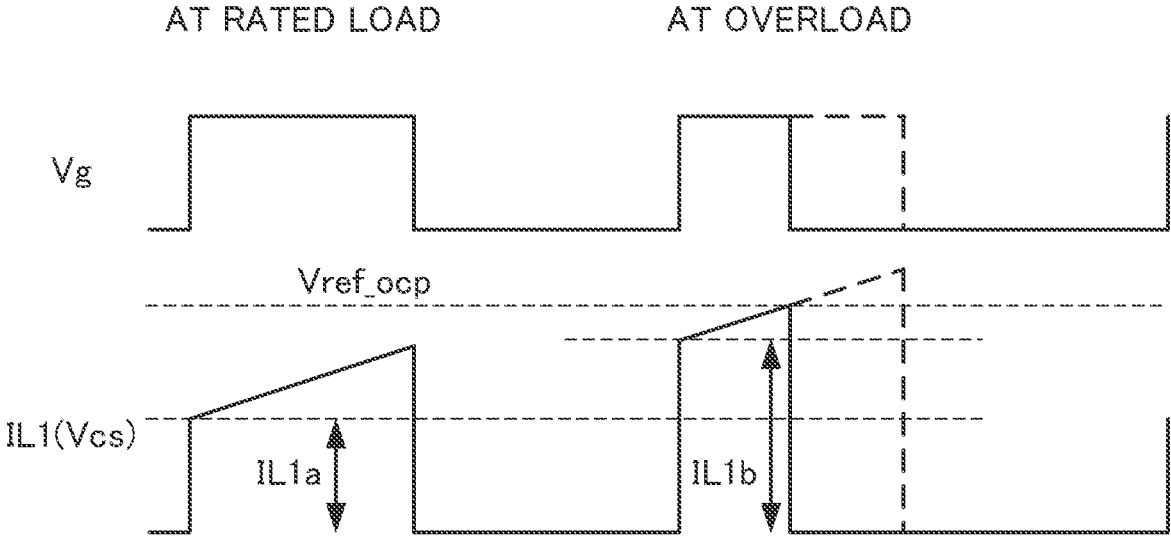 AT RATED LOAD
AT OVERLOAD
Vg
Vref_ocp
IL1(Vcs)
IL1a
IL1b